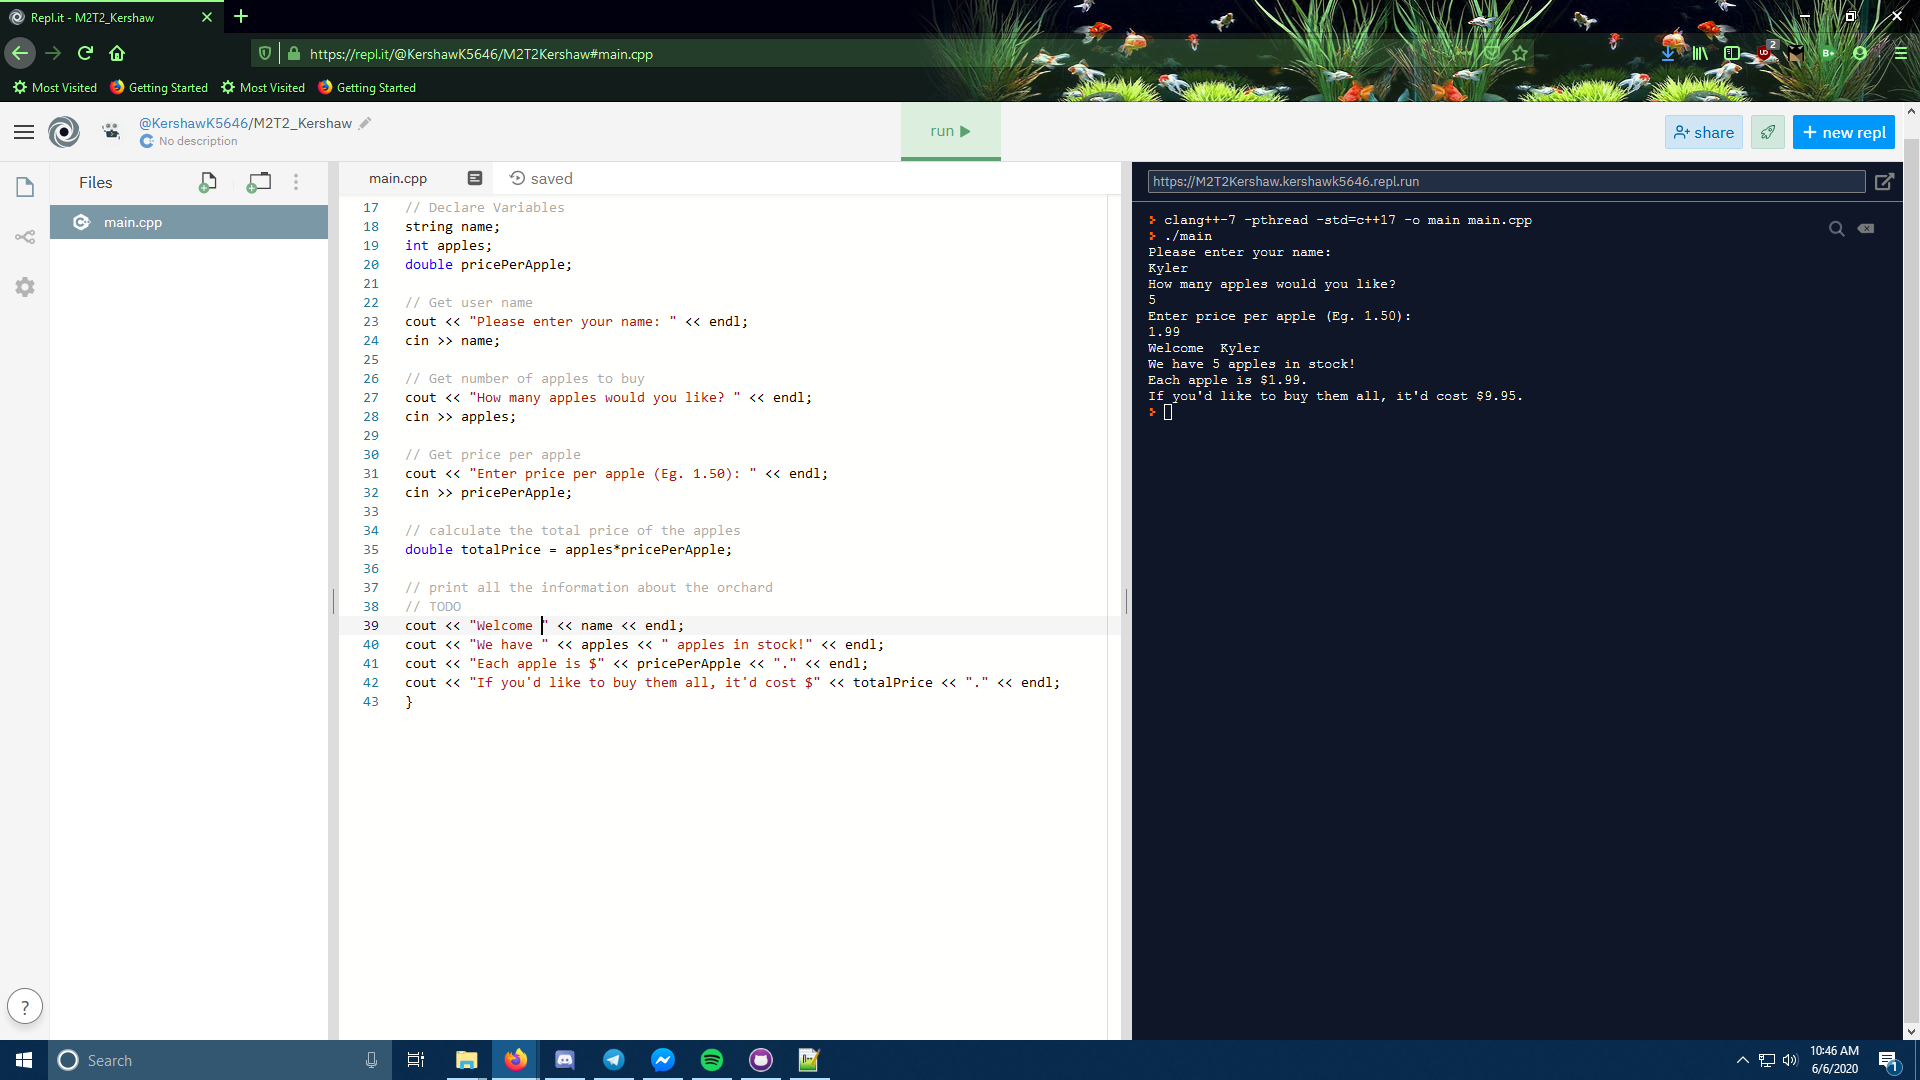 Repl.it - M2T2_Kershaw
https://repl.it/@KershawK5646/M2T2Kershaw#main.cpp
2
B+
Most Visited Getting Started Most Visited Getting Started
@KershawK5646/M2T2_Kershaw
No description
run
share
+ new repl
Files
main.cpp
main.cpp
saved
17 // Declare Variables
18 string name;
19 int apples;
20 double pricePerApple;
21
22 // Get user name
23 cout << "Please enter your name: " << endl;
24 cin >> name;
25
26 // Get number of apples to buy
27 cout << "How many apples would you like? " << endl;
28 cin >> apples;
29
30 // Get price per apple
31 cout << "Enter price per apple (Eg. 1.50): " << endl;
32 cin >> pricePerApple;
33
34 // calculate the total price of the apples
35 double totalPrice = apples*pricePerApple;
36
37 // print all the information about the orchard
38 // TODO
39 cout << "Welcome " << name << endl;
40 cout << "We have " << apples << " apples in stock!" << endl;
41 cout << "Each apple is $" << pricePerApple << "." << endl;
42 cout << "If you'd like to buy them all, it'd cost $" << totalPrice << "." << endl;
43 }
https://M2T2Kershaw.kershawk5646.repl.run
clang++-7 -pthread -std=c++17 -o main main.cpp
./main
Please enter your name:
Kyler
How many apples would you like?
5
Enter price per apple (Eg. 1.50):
1.99
Welcome  Kyler
We have 5 apples in stock!
Each apple is $1.99.
If you'd like to buy them all, it'd cost $9.95.
?
Search
10:46 AM
6/6/2020
1